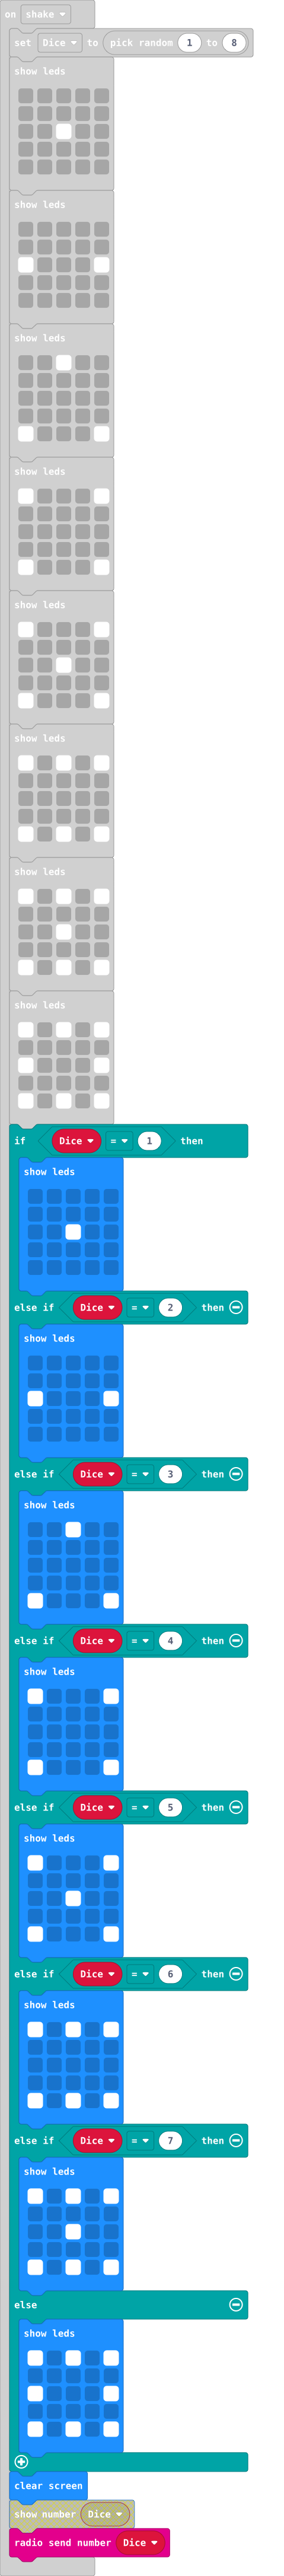 on shake
set Dice to pick random 1 to 8
show leds
show leds
show leds
show leds
show leds
show leds
show leds
show leds
if Dice = 1 then
show leds
else if Dice = 2 then
show leds
else if Dice = 3 then
show leds
else if Dice = 4 then
show leds
else if Dice = 5 then
show leds
else if Dice = 6 then
show leds
else if Dice = 7 then
show leds
else
show leds
clear screen
show number Dice
radio send number Dice